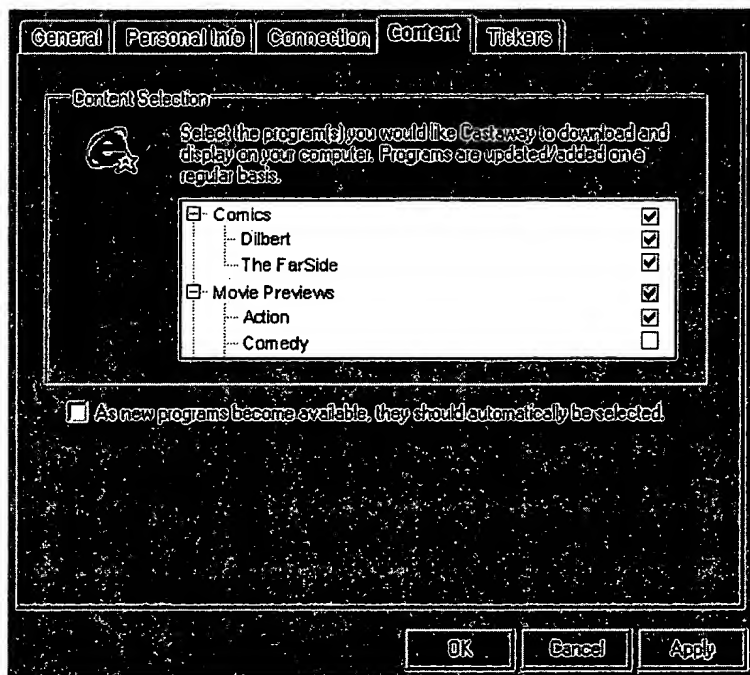 General Personal Info Connection Content Tickers
Content Selection
Select the program(s) you would like Castaway to download and
display on your computer. Programs are updated/added on a
regular basis.
Comics
Dilbert
The FarSide
Movie Previews
Action
Comedy
As new programs become available, they should automatically be selected.
OK Cancel Apply